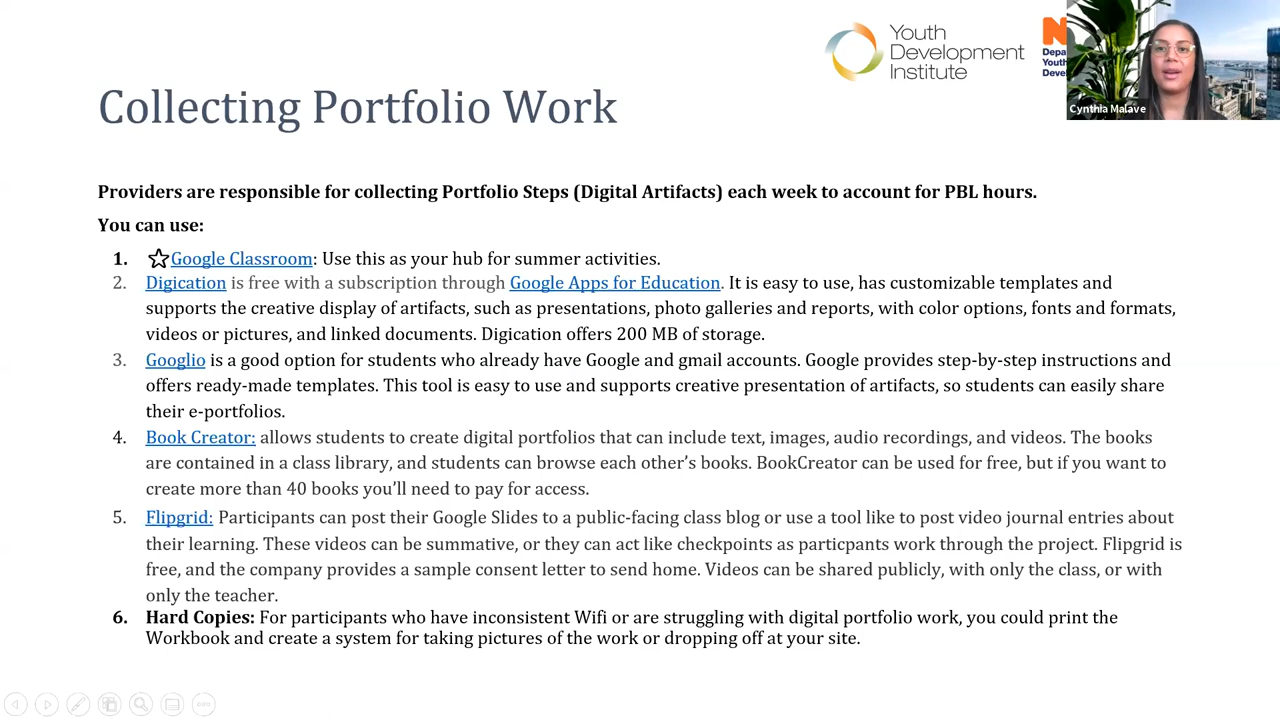 Youth
Development
Institute
N
Depa
Youth
Deve
Cynthia Malave
Collecting Portfolio Work
Providers are responsible for collecting Portfolio Steps (Digital Artifacts) each week to account for PBL hours.
You can use:
1. Google Classroom: Use this as your hub for summer activities.
2. Digication is free with a subscription through Google Apps for Education. It is easy to use, has customizable templates and
supports the creative display of artifacts, such as presentations, photo galleries and reports, with color options, fonts and formats,
videos or pictures, and linked documents. Digication offers 200 MB of storage.
3. Googlio is a good option for students who already have Google and gmail accounts. Google provides step-by-step instructions and
offers ready-made templates. This tool is easy to use and supports creative presentation of artifacts, so students can easily share
their e-portfolios.
4. Book Creator: allows students to create digital portfolios that can include text, images, audio recordings, and videos. The books
are contained in a class library, and students can browse each other’s books. BookCreator can be used for free, but if you want to
create more than 40 books you’ll need to pay for access.
5. Flipgrid: Participants can post their Google Slides to a public-facing class blog or use a tool like to post video journal entries about
their learning. These videos can be summative, or they can act like checkpoints as particpants work through the project. Flipgrid is
free, and the company provides a sample consent letter to send home. Videos can be shared publicly, with only the class, or with
only the teacher.
6. Hard Copies: For participants who have inconsistent Wifi or are struggling with digital portfolio work, you could print the
Workbook and create a system for taking pictures of the work or dropping off at your site.